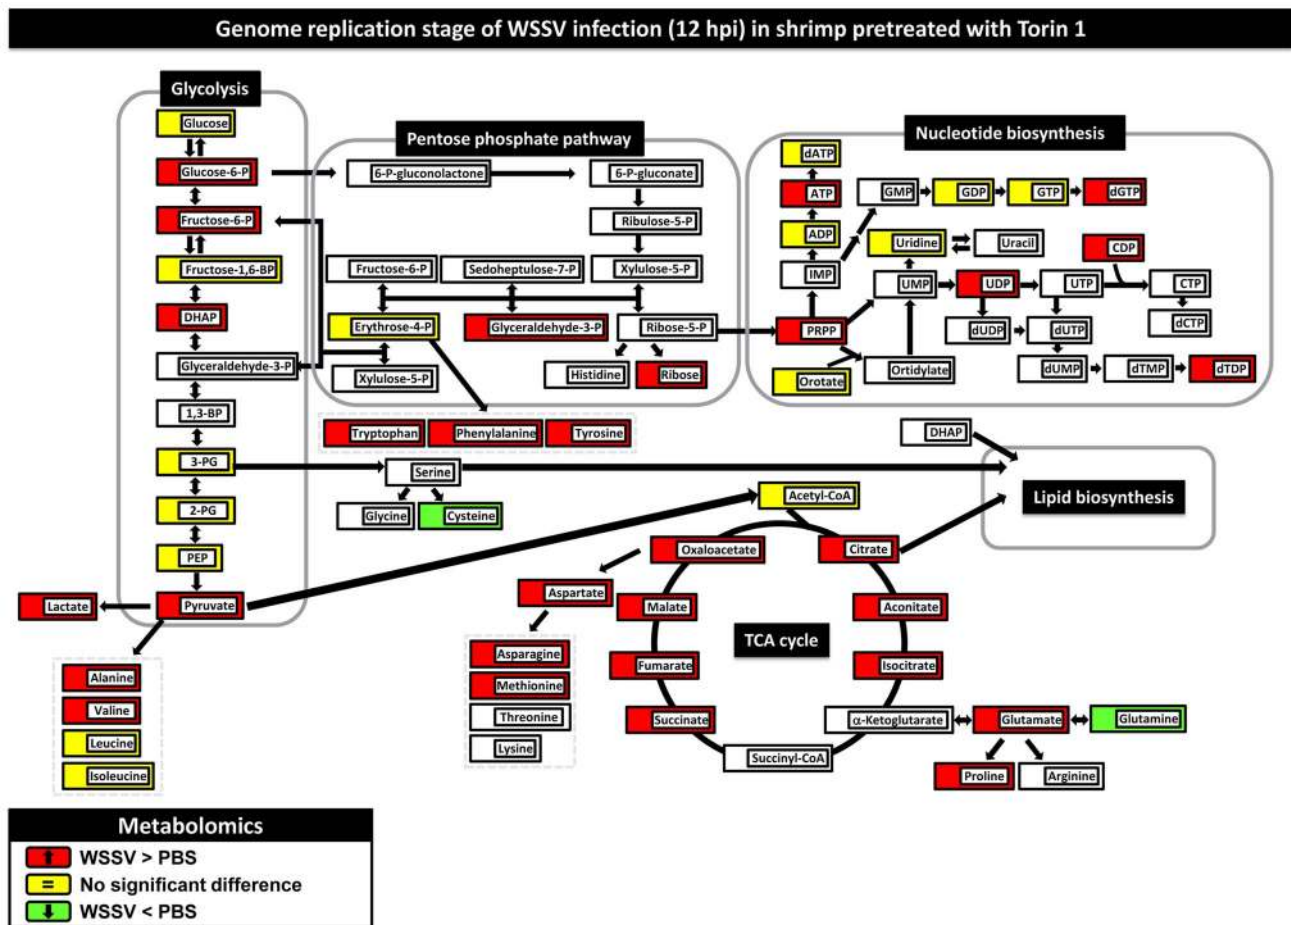 Genome replication stage of WSSV infection (12 hpi) in shrimp pretreated with Torin 1
Glycolysis
Glucose
Glucose-6-P
Fructose-6-P
Fructose-1,6-BP
DHAP
Glyceraldehyde-3-P
1,3-BP
3-PG
2-PG
PEP
Pyruvate
Lactate
Alanine
Valine
Leucine
Isoleucine
Pentose phosphate pathway
6-P-gluconolactone
6-P-gluconate
Ribulose-5-P
Fructose-6-P
Sedoheptulose-7-P
Xylulose-5-P
Erythrose-4-P
Glyceraldehyde-3-P
Ribose-5-P
Xylulose-5-P
Histidine
Ribose
Tryptophan
Phenylalanine
Tyrosine
Serine
Glycine
Cysteine
Nucleotide biosynthesis
dATP
ATP
GMP
GDP
GTP
dGTP
ADP
Uridine
Uracil
CDP
IMP
UMP
UDP
UTP
CTP
PRPP
dUDP
dUTP
dCTP
Orotate
Ortidylate
dUMP
dTMP
dTDP
DHAP
Lipid biosynthesis
Acetyl-CoA
Oxaloacetate
Citrate
Aspartate
Malate
Aconitate
TCA cycle
Asparagine
Methionine
Threonine
Lysine
Fumarate
Isocitrate
Succinate
α-Ketoglutarate
Glutamate
Glutamine
Succinyl-CoA
Proline
Arginine
Metabolomics
WSSV > PBS
= No significant difference
WSSV < PBS